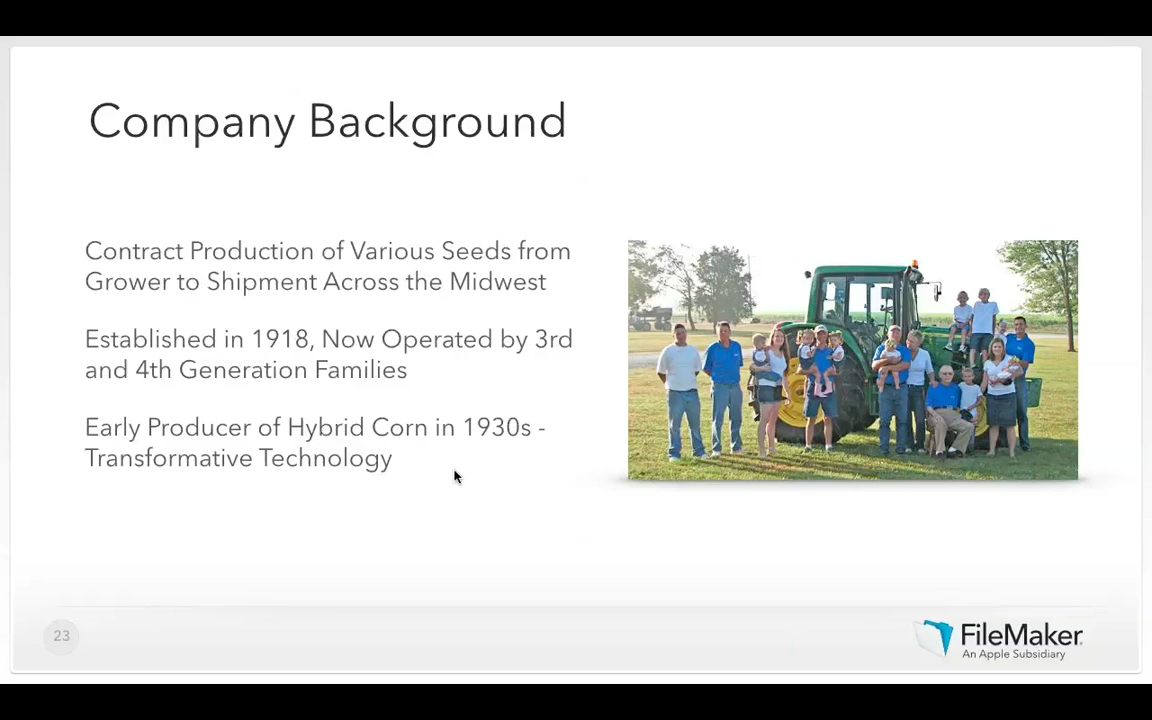 Company Background
Contract Production of Various Seeds from
Grower to Shipment Across the Midwest
Established in 1918, Now Operated by 3rd
and 4th Generation Families
Early Producer of Hybrid Corn in 1930s -
Transformative Technology
23
FileMaker
An Apple Subsidiary